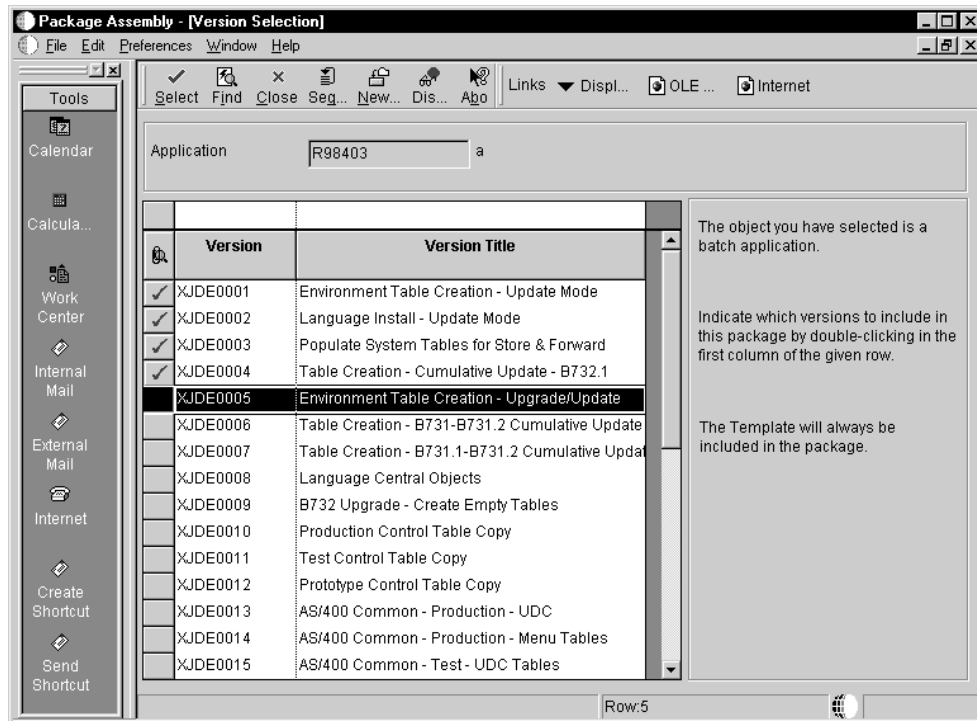 Package Assembly - [Version Selection]
File Edit Preferences Window Help
Tools
Calendar
Calcula...
Work
Center
Internal
Mail
External
Mail
Internet
Create
Shortcut
Send
Shortcut
Select Find Close Seq... New... Dis... Abo Links Displ... OLE ... Internet
Application R98403 a
Version Version Title
XJDE0001 Environment Table Creation - Update Mode
XJDE0002 Language Install - Update Mode
XJDE0003 Populate System Tables for Store & Forward
XJDE0004 Table Creation - Cumulative Update - B732.1
XJDE0005 Environment Table Creation - Upgrade/Update
XJDE0006 Table Creation - B731-B731.2 Cumulative Update
XJDE0007 Table Creation - B731.1-B731.2 Cumulative Updat
XJDE0008 Language Central Objects
XJDE0009 B732 Upgrade - Create Empty Tables
XJDE0010 Production Control Table Copy
XJDE0011 Test Control Table Copy
XJDE0012 Prototype Control Table Copy
XJDE0013 AS/400 Common - Production - UDC
XJDE0014 AS/400 Common - Production - Menu Tables
XJDE0015 AS/400 Common - Test - UDC Tables
The object you have selected is a
batch application.
Indicate which versions to include in
this package by double-clicking in the
first column of the given row.
The Template will always be
included in the package.
Row:5